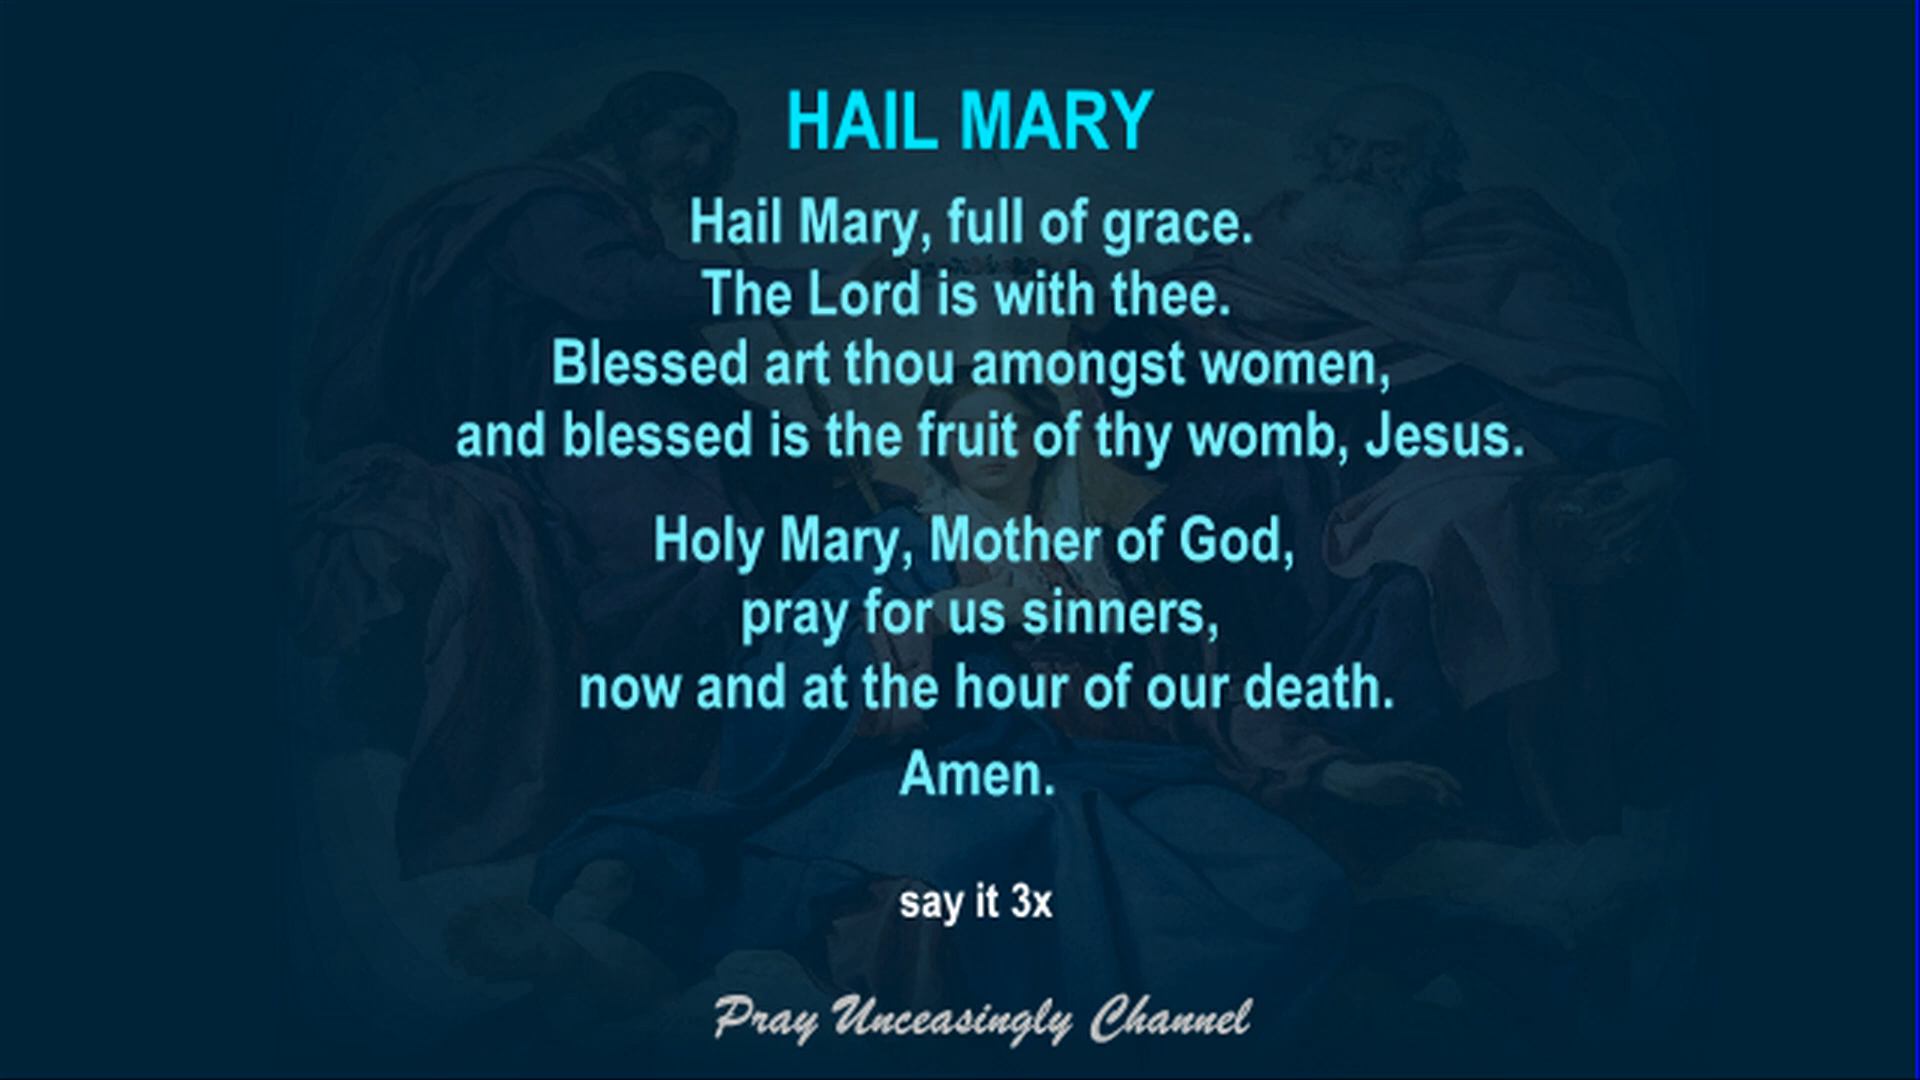 HAIL MARY
Hail Mary, full of grace.
The Lord is with thee.
Blessed art thou amongst women,
and blessed is the fruit of thy womb, Jesus.
Holy Mary, Mother of God,
pray for us sinners,
now and at the hour of our death.
Amen.
say it 3x
Pray Unceasingly Channel